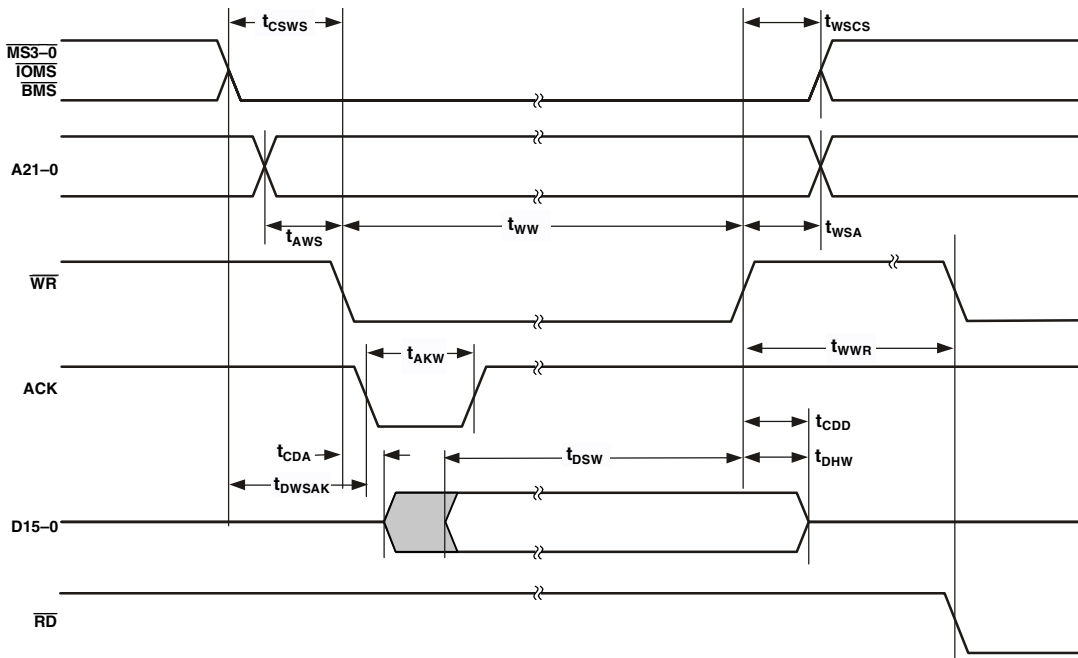 tCSWS
tWSCS
MS3–0
IOMS
BMS
A21–0
tAWS
tWW
tWSA
WR
tAKW
tWWR
ACK
tCDD
tCDA
tDSW
tDHW
tDWSAK
D15–0
RD